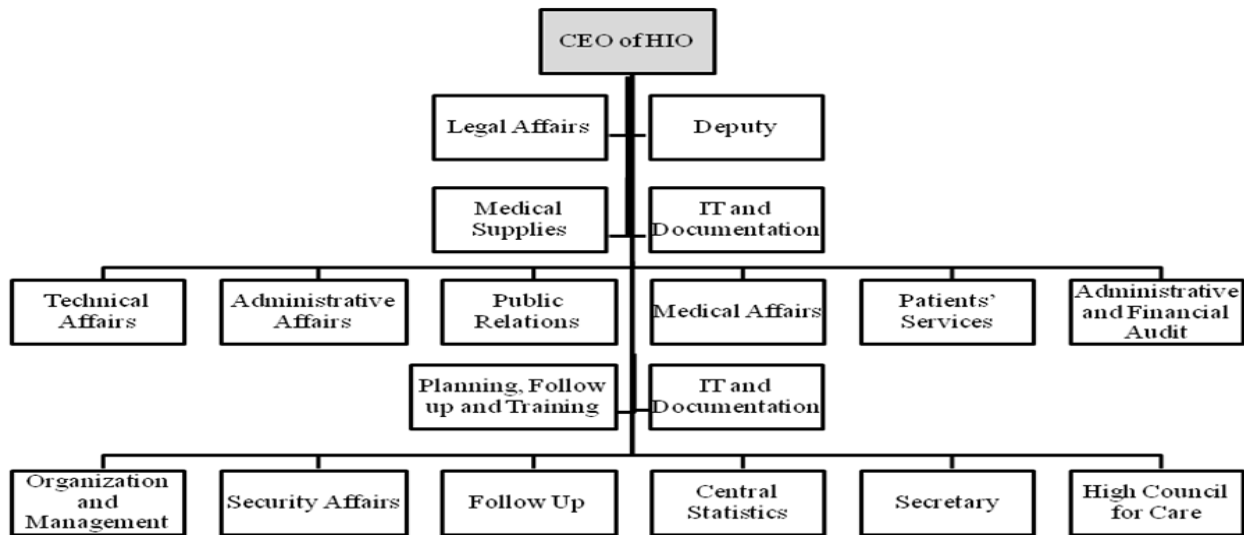 CEO of HIO
Legal Affairs
Deputy
Medical
Supplies
IT and
Documentation
Technical
Affairs
Administrative
Affairs
Public
Relations
Medical Affairs
Patients’
Services
Administrative
and Financial
Audit
Planning, Follow
up and Training
IT and
Documentation
Organization
and
Management
Security Affairs
Follow Up
Central
Statistics
Secretary
High Council
for Care